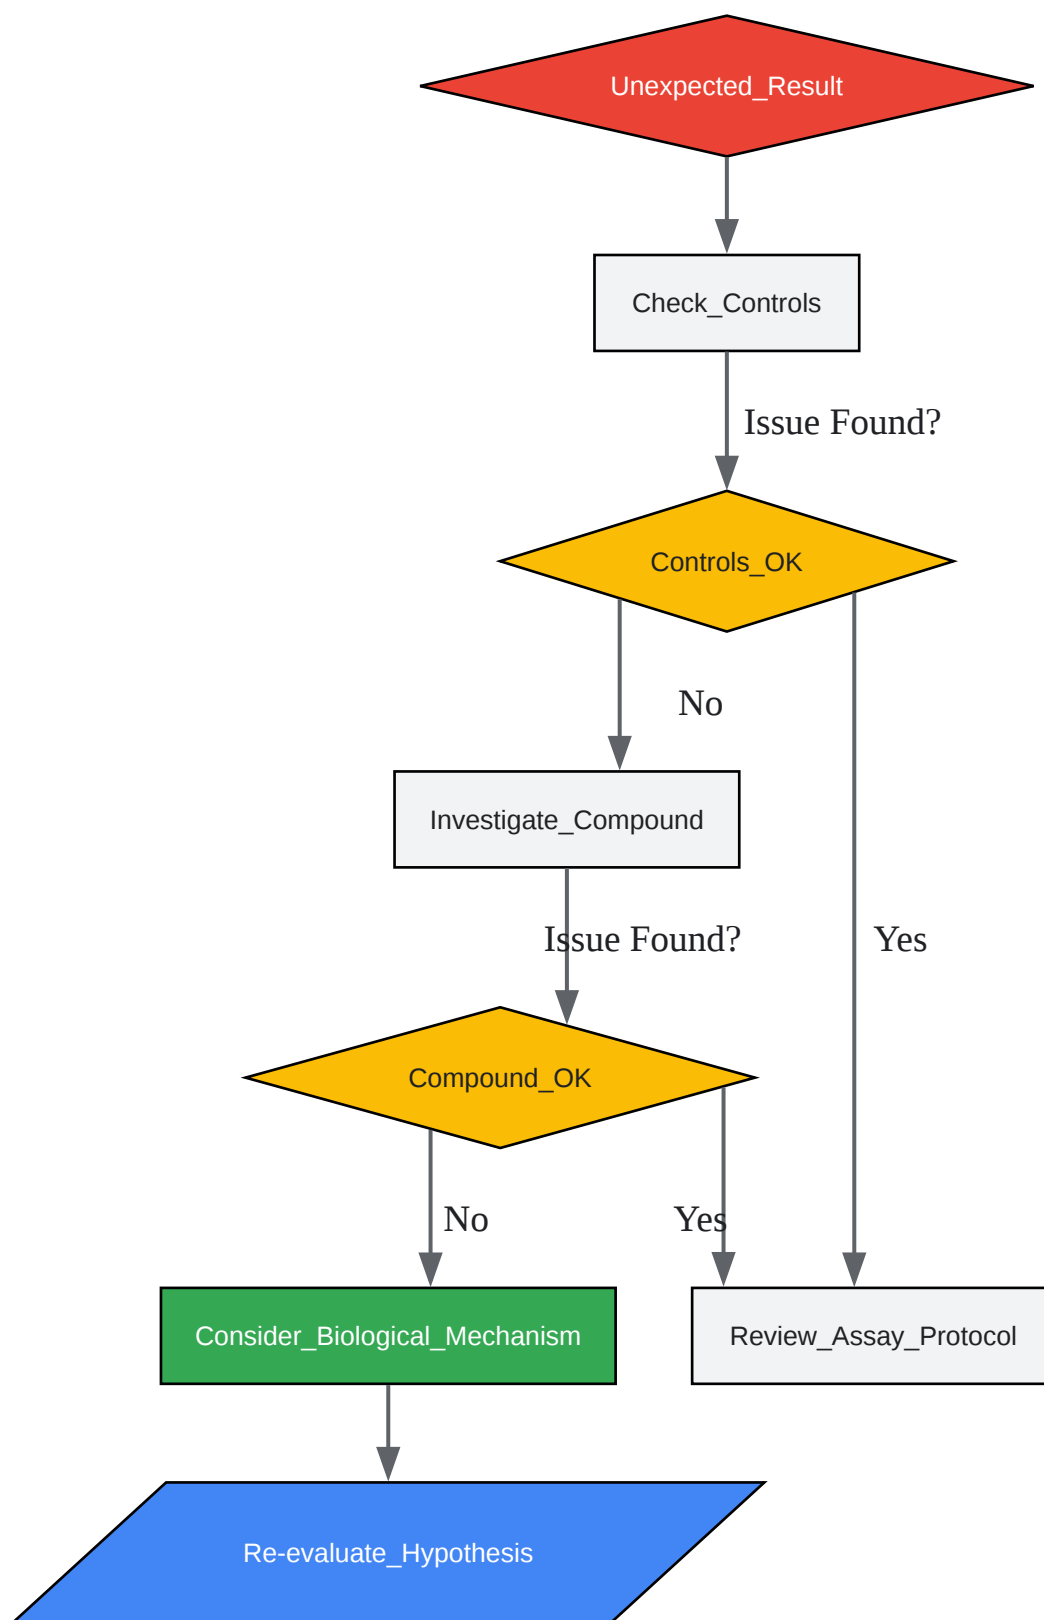 Unexpected_Result
Check_Controls
Issue Found?
Controls_OK
No
Investigate_Compound
Issue Found?
Yes
Compound_OK
No
Yes
Consider_Biological_Mechanism
Review_Assay_Protocol
Re-evaluate_Hypothesis